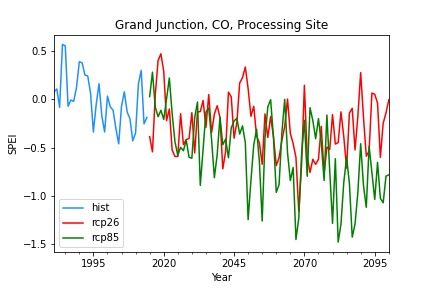 Grand Junction, CO, Processing Site
0.5
0.0
−0.5
−1.0
−1.5
SPEI
hist
rcp26
rcp85
1995 2020 2045 2070 2095
Year